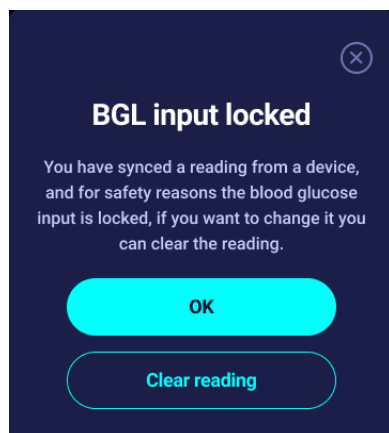 BGL input locked
You have synced a reading from a device,
and for safety reasons the blood glucose
input is locked, if you want to change it you
can clear the reading.
OK
Clear reading